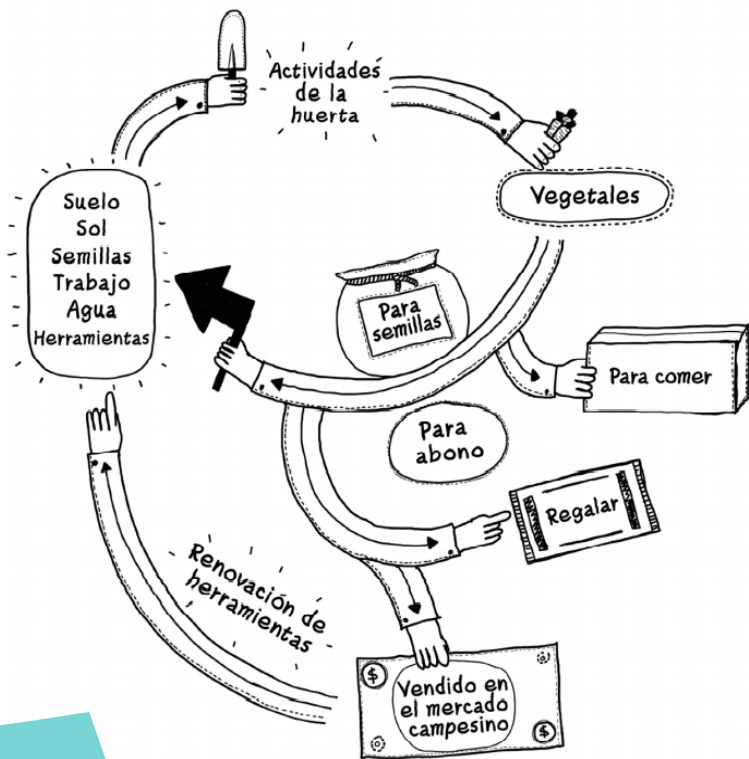 Actividades
de la
huerta
Vegetales
Suelo
Sol
Semillas
Trabajo
Agua
Herramientas
Para
semillas
Para comer
Para
abono
Regalar
Renovación de
herramientas
$
Vendido en
el mercado
campesino
$